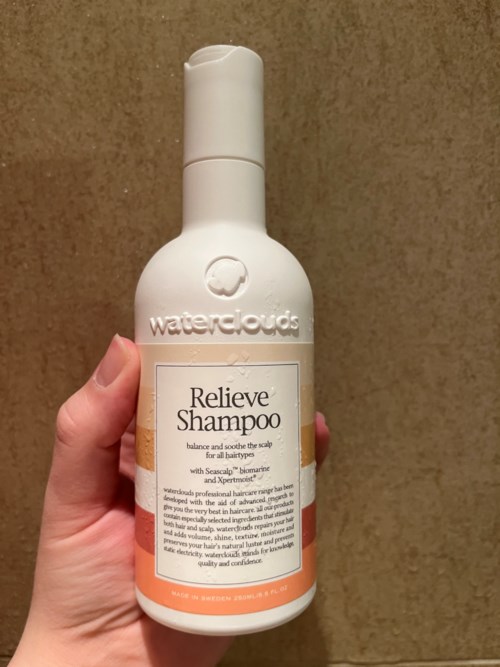 waterclouds
Relieve
Shampoo
balance and soothe the scalp
for all hairtypes
with Seascalp™ biomarine
and Xpertmoist®
waterclouds professional haircare range has been
developed with the aid of advanced regards to
give you the very best in haircare. all our products
contain especially selected ingredients that stimulate
both hair and scalp. waterclouds repairs your hair
and adds volume, shine, texture, moisture and
preserves your hair's natural lustre and prevents
static electricity. waterclouds stands for knowledge,
quality and confidence.
MADE IN SWEDEN 250ML/8.5 FL OZ